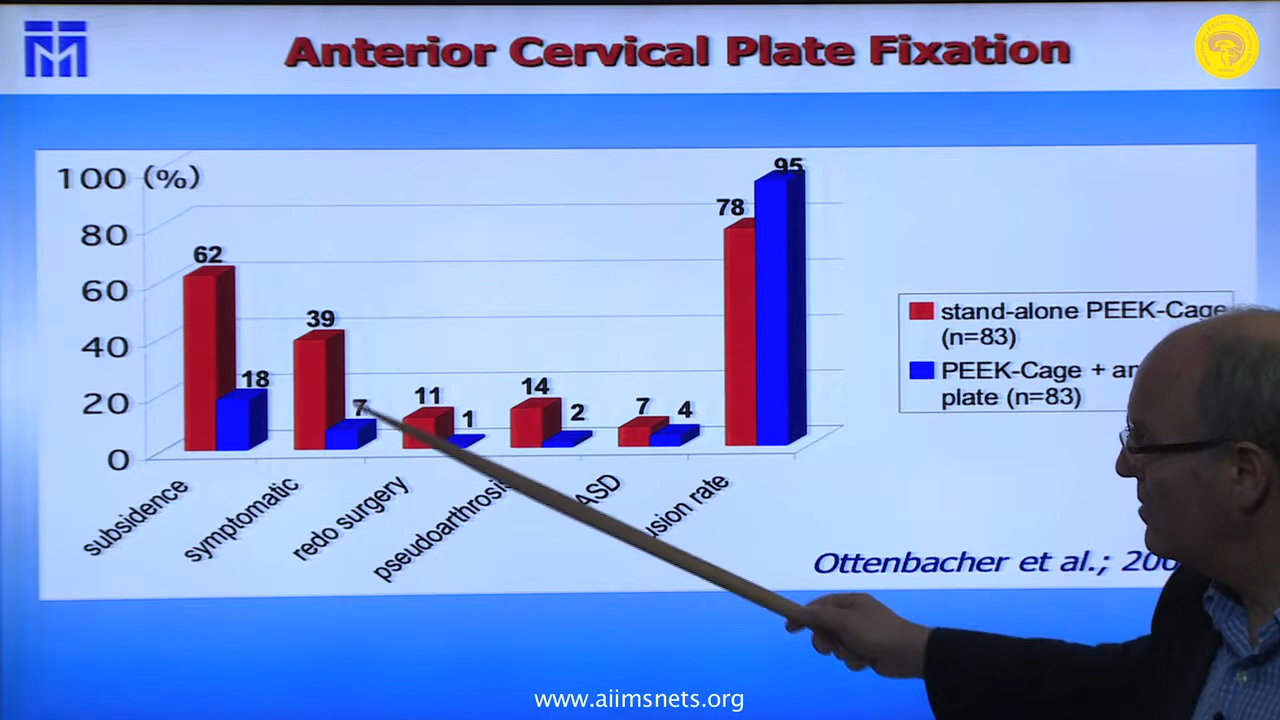 Anterior Cervical Plate Fixation
100 (%)
80
60
40
20
0
62
18
39
7
11
1
14
2
7
4
78
95
subsidence
symptomatic
redo surgery
ASD
rate
stand-alone PEEK-Cage
(n=83)
PEEK-Cage +
plate (n=83)
Ottenbacher et al.;
www.aiimsnets.org